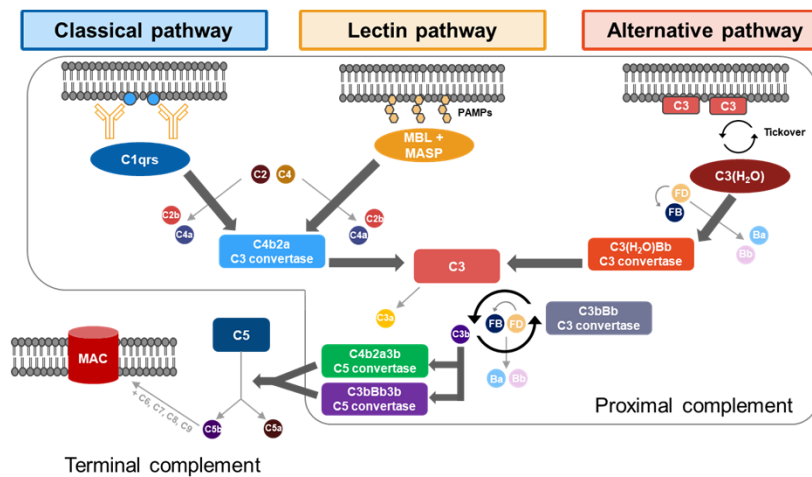 Classical pathway
Lectin pathway
Alternative pathway
PAMPs
C3
C3
Tickover
C1qrs
MBL +
MASP
C3(H₂O)
C2
C4
FD
FB
C2b
C4a
C2b
C4a
Ba
Bb
C4b2a
C3 convertase
C3
C3(H₂O)Bb
C3 convertase
C3a
C3b
FB
FD
C3bBb
C3 convertase
Ba
Bb
MAC
C5
C4b2a3b
C5 convertase
C3bBb3b
C5 convertase
+ C6, C7, C8, C9
C5b
C5a
Proximal complement
Terminal complement